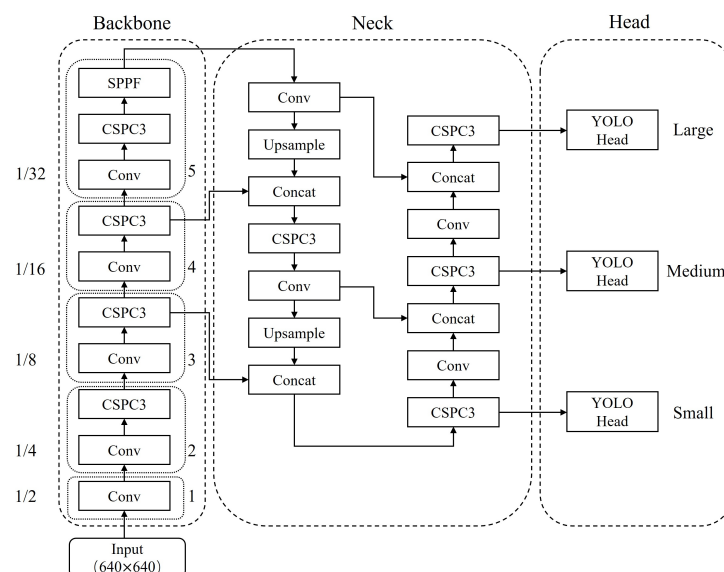 Backbone
Neck
Head
SPPF
CSPC3
Conv
5
1/32
CSPC3
Conv
4
1/16
CSPC3
Conv
3
1/8
CSPC3
Conv
2
1/4
Conv
1
1/2
Input
(640×640)
Conv
Upsample
Concat
CSPC3
Conv
Upsample
Concat
CSPC3
Concat
Conv
CSPC3
Concat
Conv
CSPC3
YOLO
Head
Large
YOLO
Head
Medium
YOLO
Head
Small